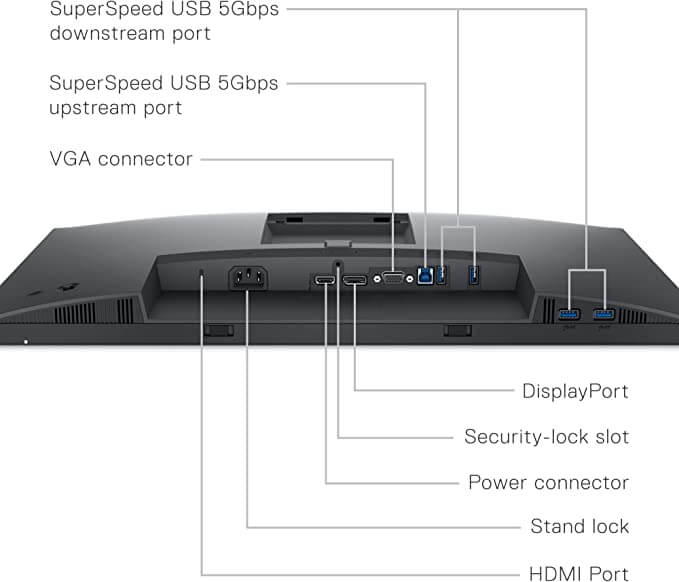 SuperSpeed USB 5Gbps
downstream port
SuperSpeed USB 5Gbps
upstream port
VGA connector
DisplayPort
Security-lock slot
Power connector
Stand lock
HDMI Port